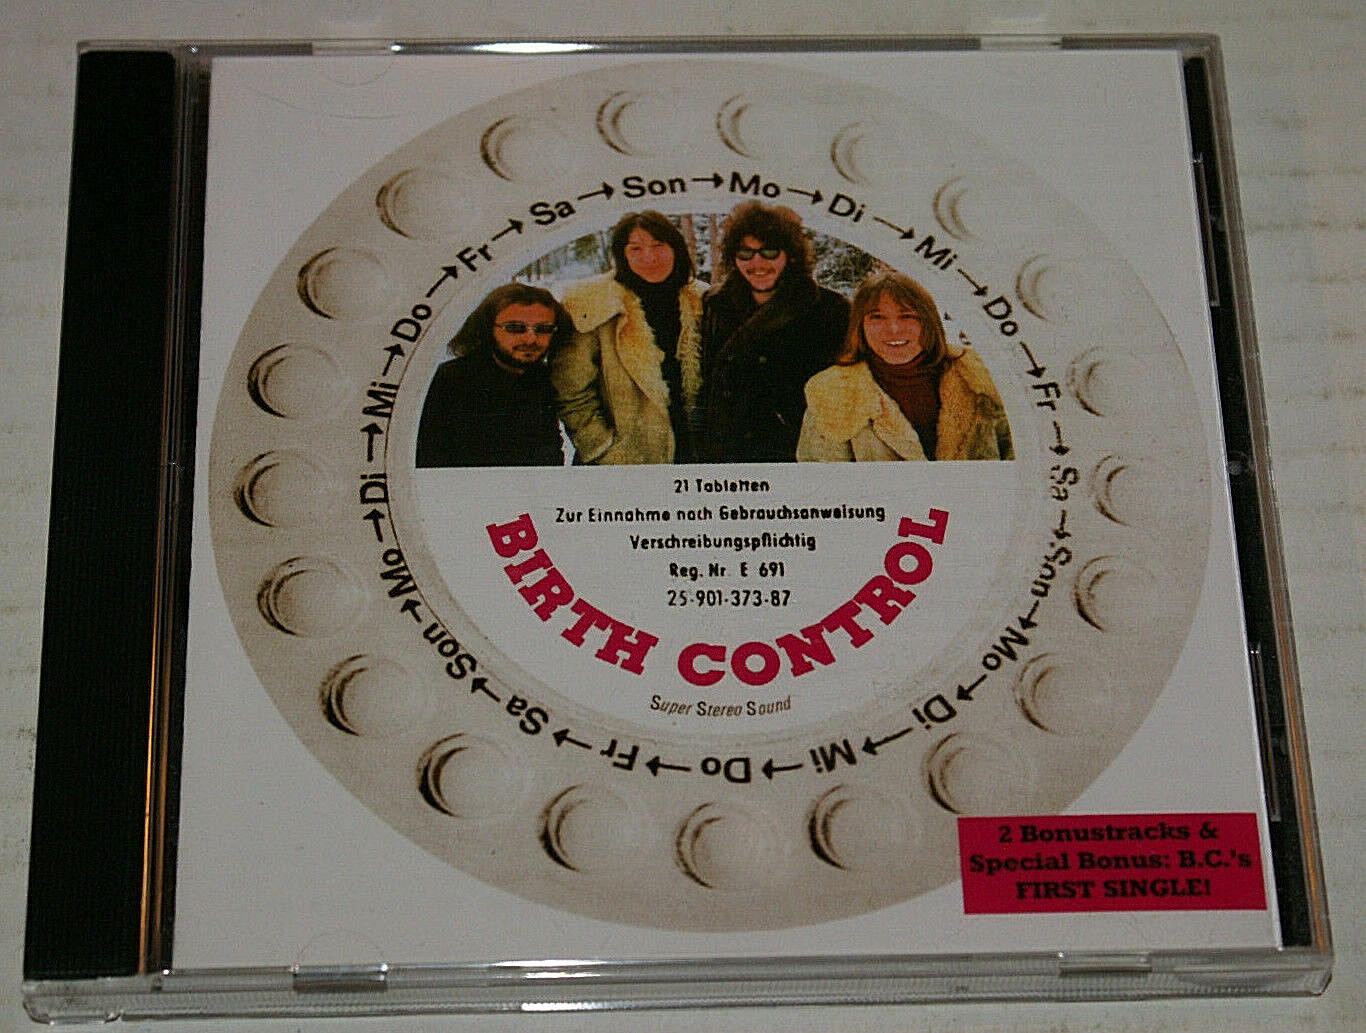 Son → Mo → Di → Mi → Do → Fr → Sa → Son → Mo → Di → Mi → Do → Fr → Sa → Son → Mo → Di → Mi → Do → Fr → Sa →
21 Tabletten
Zur Einnahme nach Gebrauchsanweisung
Verschreibungspflichtig
Reg. Nr. E 691
25-901-373-87
BIRTH CONTROL
Super Stereo Sound
2 Bonustracks &
Special Bonus: B.C.'s
FIRST SINGLE!